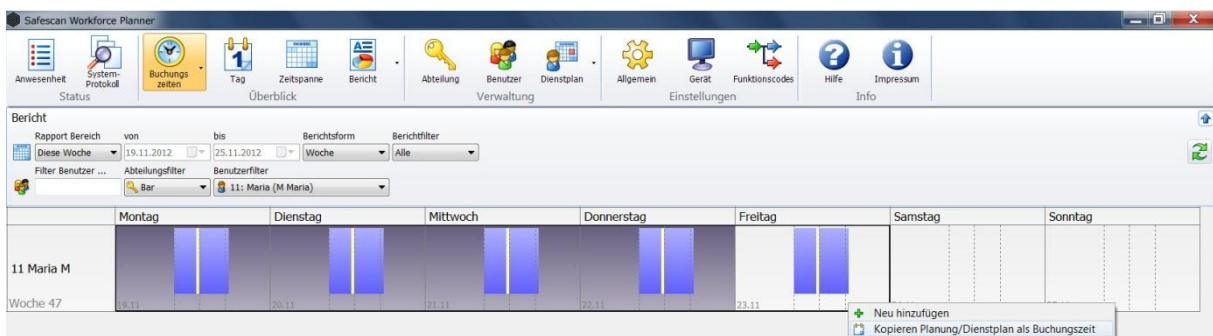 Safescan Workforce Planner
Anwesenheit System-Protokoll Buchungszeiten Tag Zeitspanne Bericht Abteilung Benutzer Dienstplan Allgemein Gerät Funktionscodes Hilfe Impressum
Status Überblick Verwaltung Einstellungen Info
Bericht
Rapport Bereich von bis Berichtsform Berichtfilter
Diese Woche 19.11.2012 25.11.2012 Woche Alle
Filter Benutzer ... Abteilungsfilter Benutzerfilter
Bar 11: Maria (M Maria)
Montag Dienstag Mittwoch Donnerstag Freitag Samstag Sonntag
11 Maria M
Woche 47 19.11 20.11 21.11 22.11 23.11
Neu hinzufügen
Kopieren Planung/Dienstplan als Buchungszeit